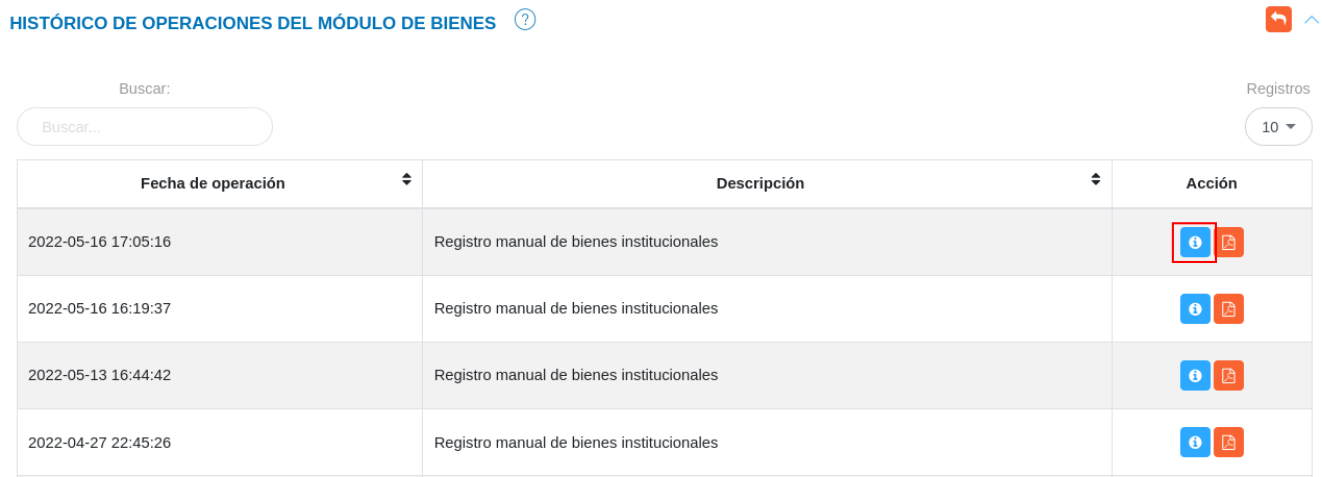 HISTÓRICO DE OPERACIONES DEL MÓDULO DE BIENES ?
Buscar: Registros
Buscar... 10
Fecha de operación Descripción Acción
2022-05-16 17:05:16 Registro manual de bienes institucionales
2022-05-16 16:19:37 Registro manual de bienes institucionales
2022-05-13 16:44:42 Registro manual de bienes institucionales
2022-04-27 22:45:26 Registro manual de bienes institucionales